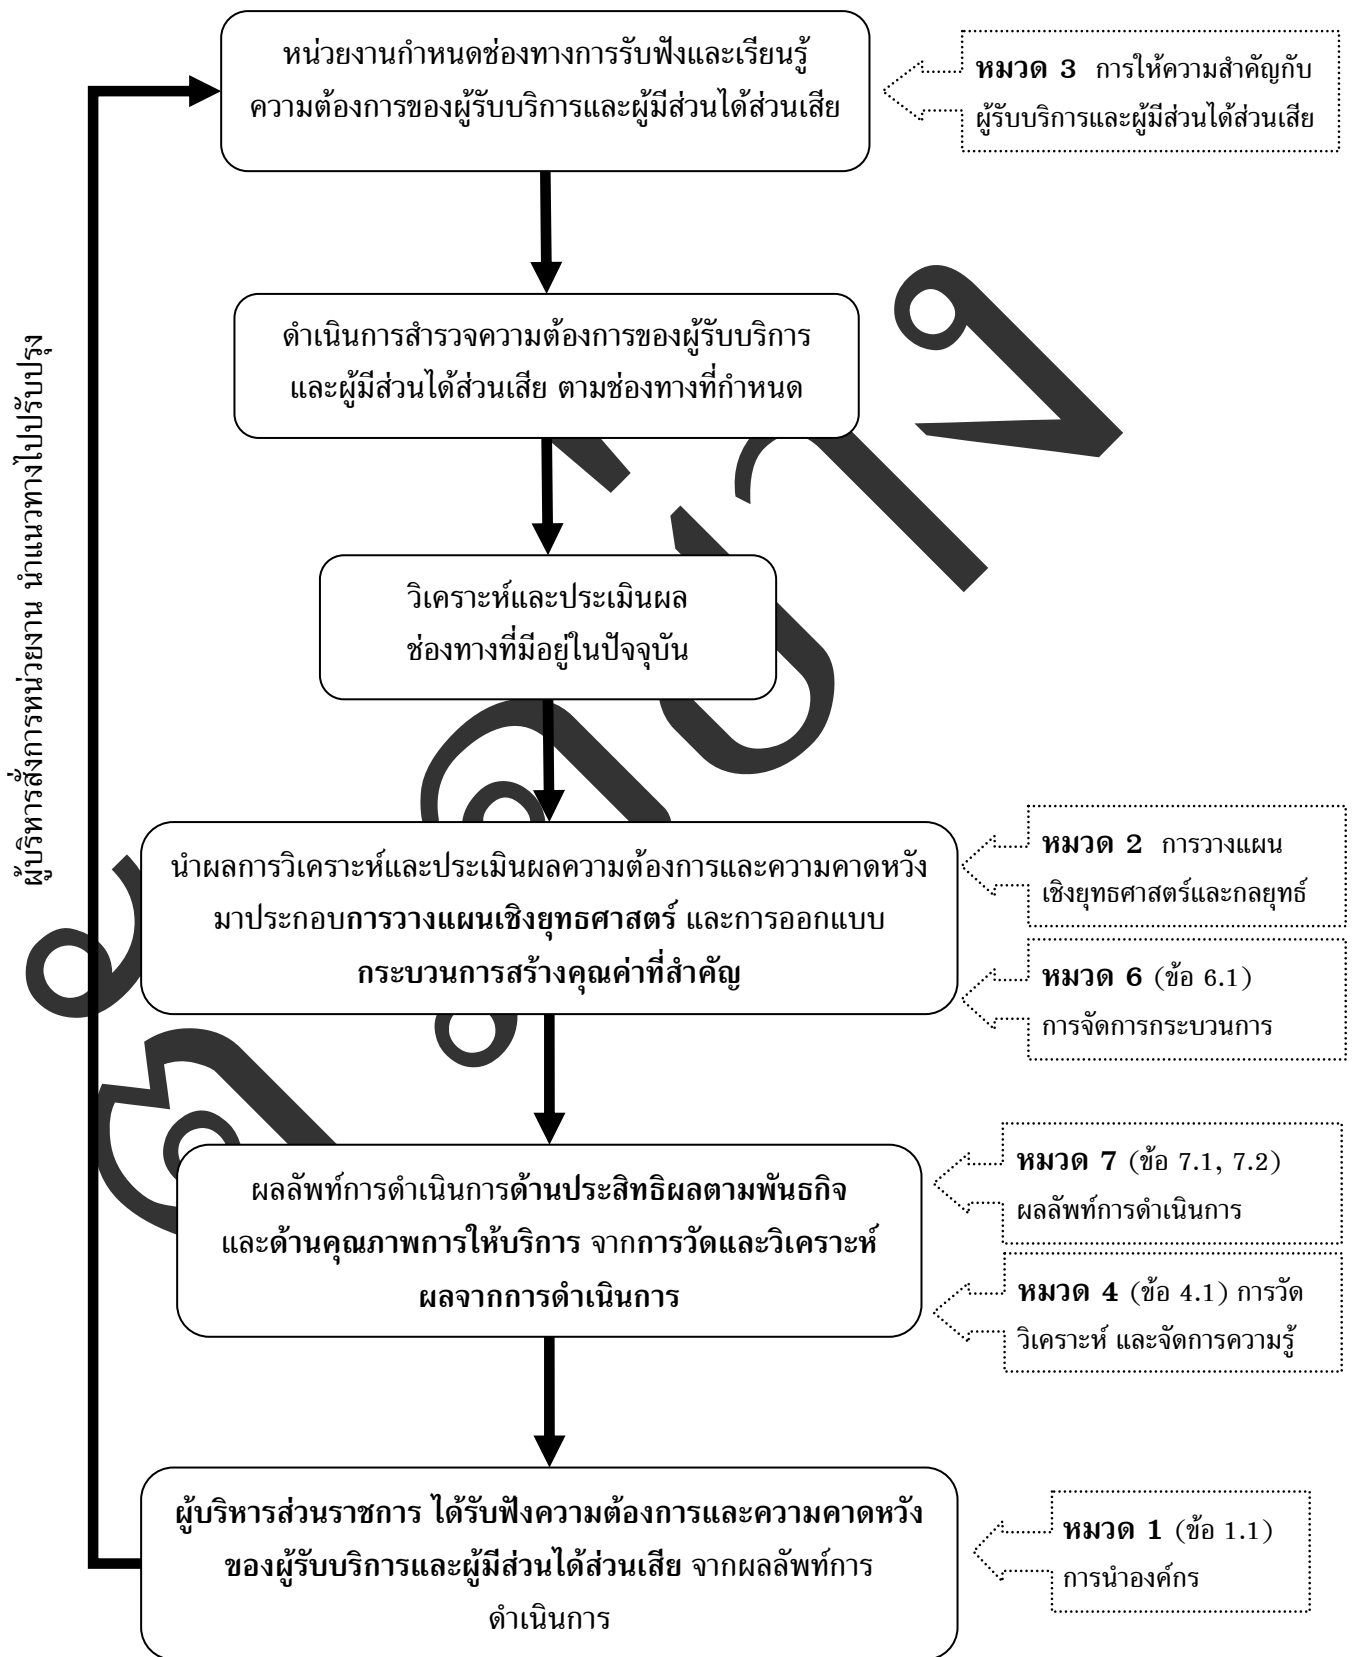 หน่วยงานกำหนดช่องทางการรับฟังและเรียนรู้
ความต้องการของผู้รับบริการและผู้มีส่วนได้ส่วนเสีย
หมวด 3 การให้ความสำคัญกับ
ผู้รับบริการและผู้มีส่วนได้ส่วนเสีย
ดำเนินการสำรวจความต้องการของผู้รับบริการ
และผู้มีส่วนได้ส่วนเสีย ตามช่องทางที่กำหนด
วิเคราะห์และประเมินผล
ช่องทางที่มีอยู่ในปัจจุบัน
ผู้บริหารสั่งการหน่วยงาน นำแนวทางไปปรับปรุง
นำผลการวิเคราะห์และประเมินผลความต้องการและความคาดหวัง
มาประกอบการวางแผนเชิงยุทธศาสตร์ และการออกแบบ
กระบวนการสร้างคุณค่าที่สำคัญ
หมวด 2 การวางแผน
เชิงยุทธศาสตร์และกลยุทธ์
หมวด 6 (ข้อ 6.1)
การจัดการกระบวนการ
ผลลัพท์การดำเนินการด้านประสิทธิผลตามพันธกิจ
และด้านคุณภาพการให้บริการ จากการวัดและวิเคราะห์
ผลจากการดำเนินการ
หมวด 7 (ข้อ 7.1, 7.2)
ผลลัพท์การดำเนินการ
หมวด 4 (ข้อ 4.1) การวัด
วิเคราะห์ และจัดการความรู้
ผู้บริหารส่วนราชการ ได้รับฟังความต้องการและความคาดหวัง
ของผู้รับบริการและผู้มีส่วนได้ส่วนเสีย จากผลลัพท์การ
ดำเนินการ
หมวด 1 (ข้อ 1.1)
การนำองค์กร